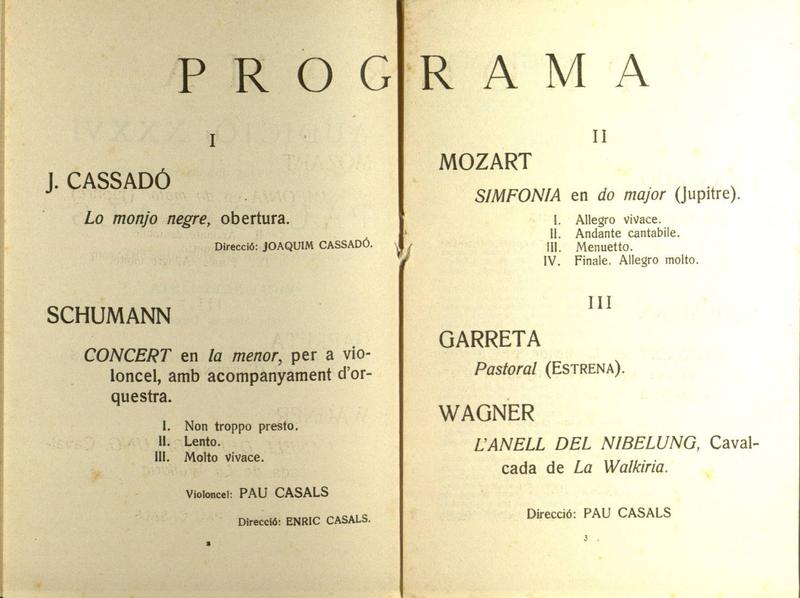 PROGRAMA
I
J. CASSADÓ
Lo monjo negre, obertura.
Direcció: JOAQUIM CASSADÓ.
SCHUMANN
CONCERT en la menor, per a vio-
loncel, amb acompanyament d'or-
questra.
I. Non troppo presto.
II. Lento.
III. Molto vivace.
Violoncel: PAU CASALS
Direcció: ENRIC CASALS.
II
MOZART
SIMFONIA en do major (Jupitre).
I. Allegro vivace.
II. Andante cantabile.
III. Menuetto.
IV. Finale. Allegro molto.
III
GARRETA
Pastoral (ESTRENA).
WAGNER
L'ANELL DEL NIBELUNG, Caval-
cada de La Walkiria.
Direcció: PAU CASALS
3